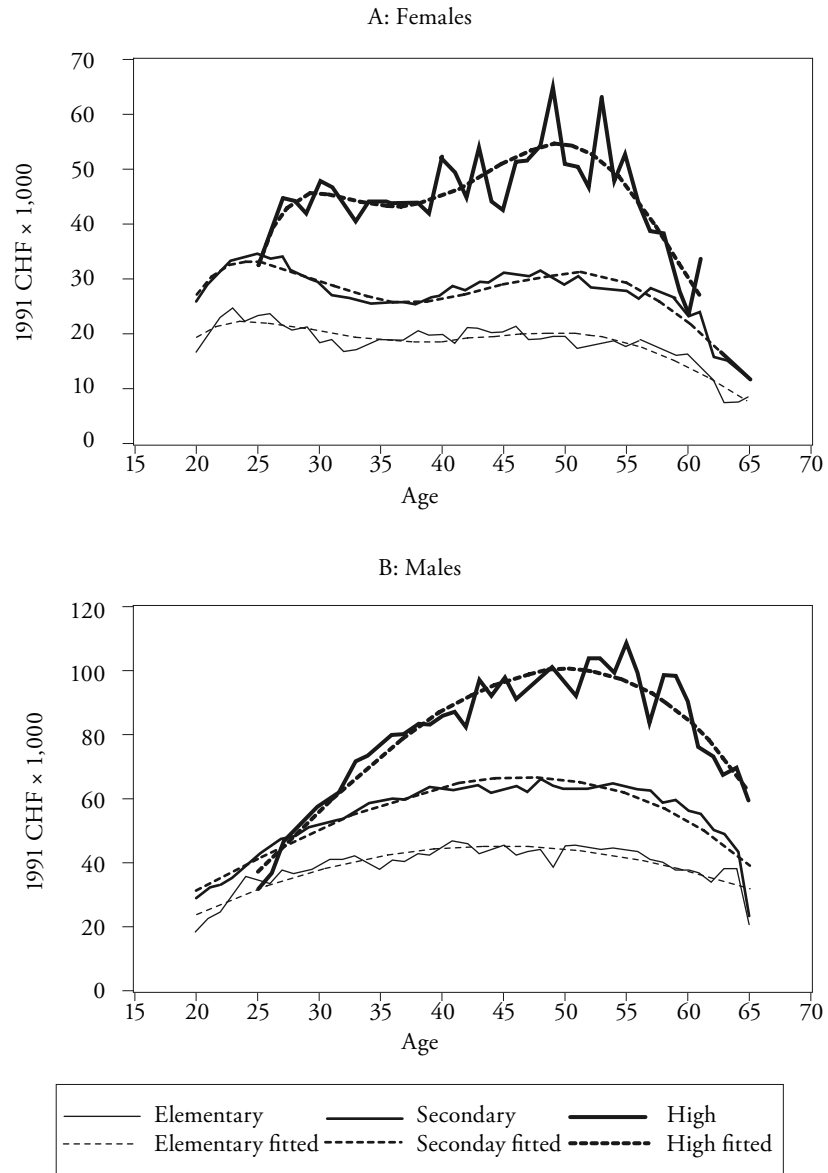 A: Females
70
60
50
40
30
20
10
0
1991 CHF × 1,000
15 20 25 30 35 40 45 50 55 60 65 70
Age
B: Males
120
100
80
60
40
20
0
1991 CHF × 1,000
15 20 25 30 35 40 45 50 55 60 65 70
Age
Elementary Secondary High
Elementary fitted Seconday fitted High fitted